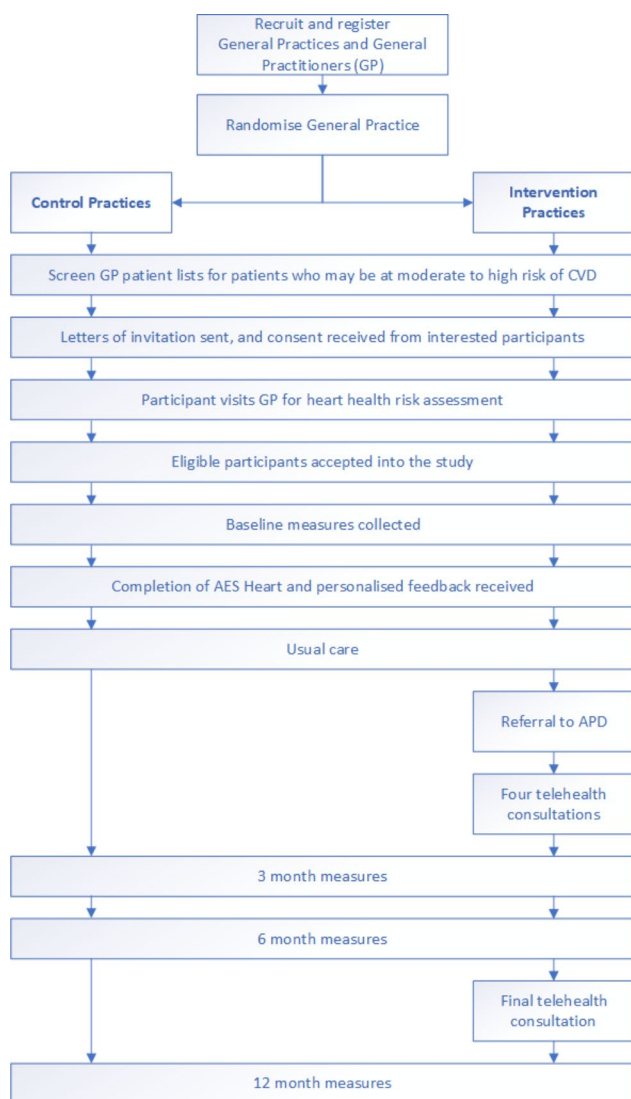 Recruit and register
General Practices and General
Practitioners (GP)
Randomise General Practice
Control Practices
Intervention
Practices
Screen GP patient lists for patients who may be at moderate to high risk of CVD
Letters of invitation sent, and consent received from interested participants
Participant visits GP for heart health risk assessment
Eligible participants accepted into the study
Baseline measures collected
Completion of AES Heart and personalised feedback received
Usual care
Referral to APD
Four telehealth
consultations
3 month measures
6 month measures
Final telehealth
consultation
12 month measures